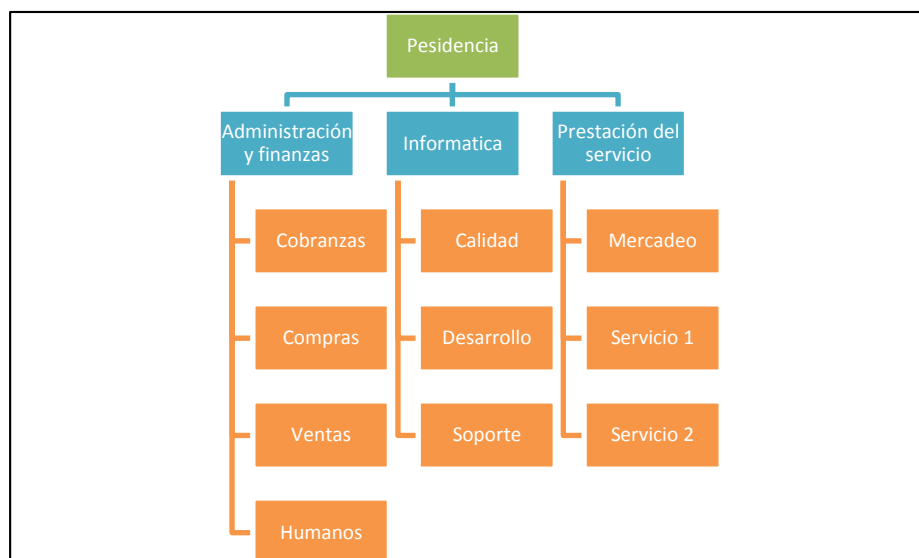 Pesidencia
Administración
y finanzas
Informatica
Prestación del
servicio
Cobranzas
Calidad
Mercadeo
Compras
Desarrollo
Servicio 1
Ventas
Soporte
Servicio 2
Humanos